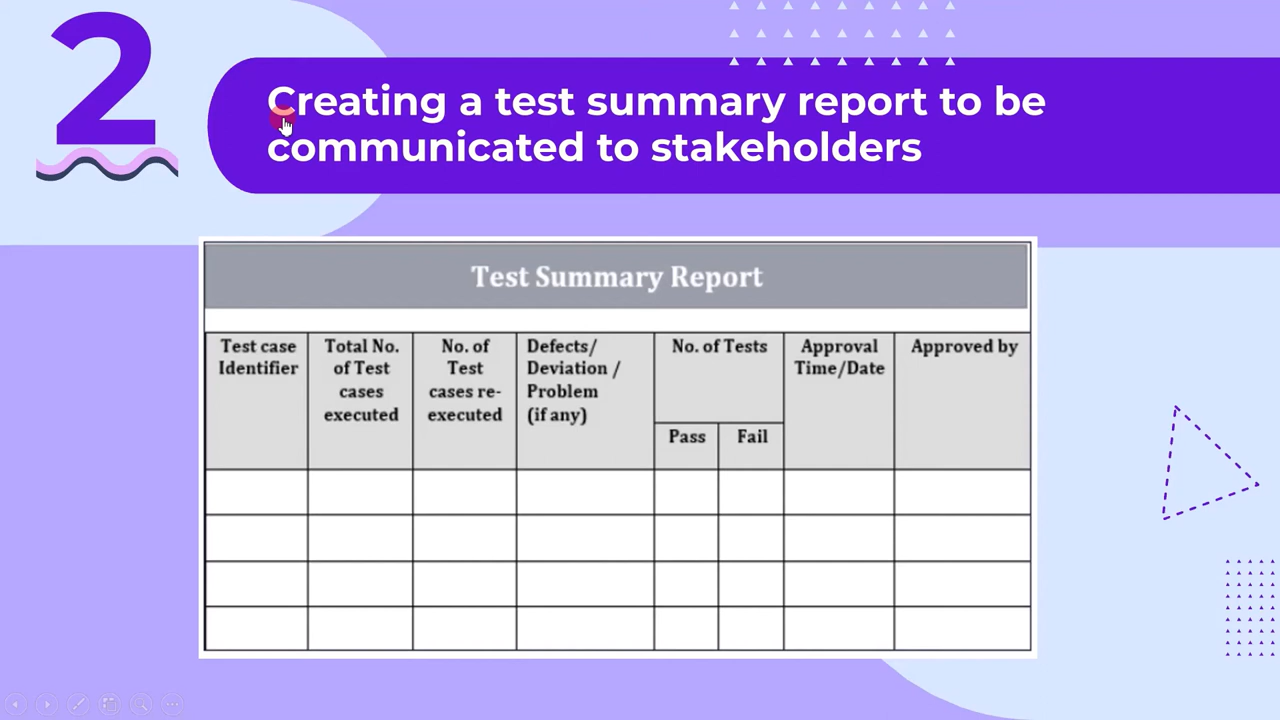 2
Creating a test summary report to be
communicated to stakeholders
Test Summary Report
Test case
Identifier
Total No.
of Test
cases
executed
No. of
Test
cases re-
executed
Defects/
Deviation /
Problem
(if any)
No. of Tests
Pass
Fail
Approval
Time/Date
Approved by